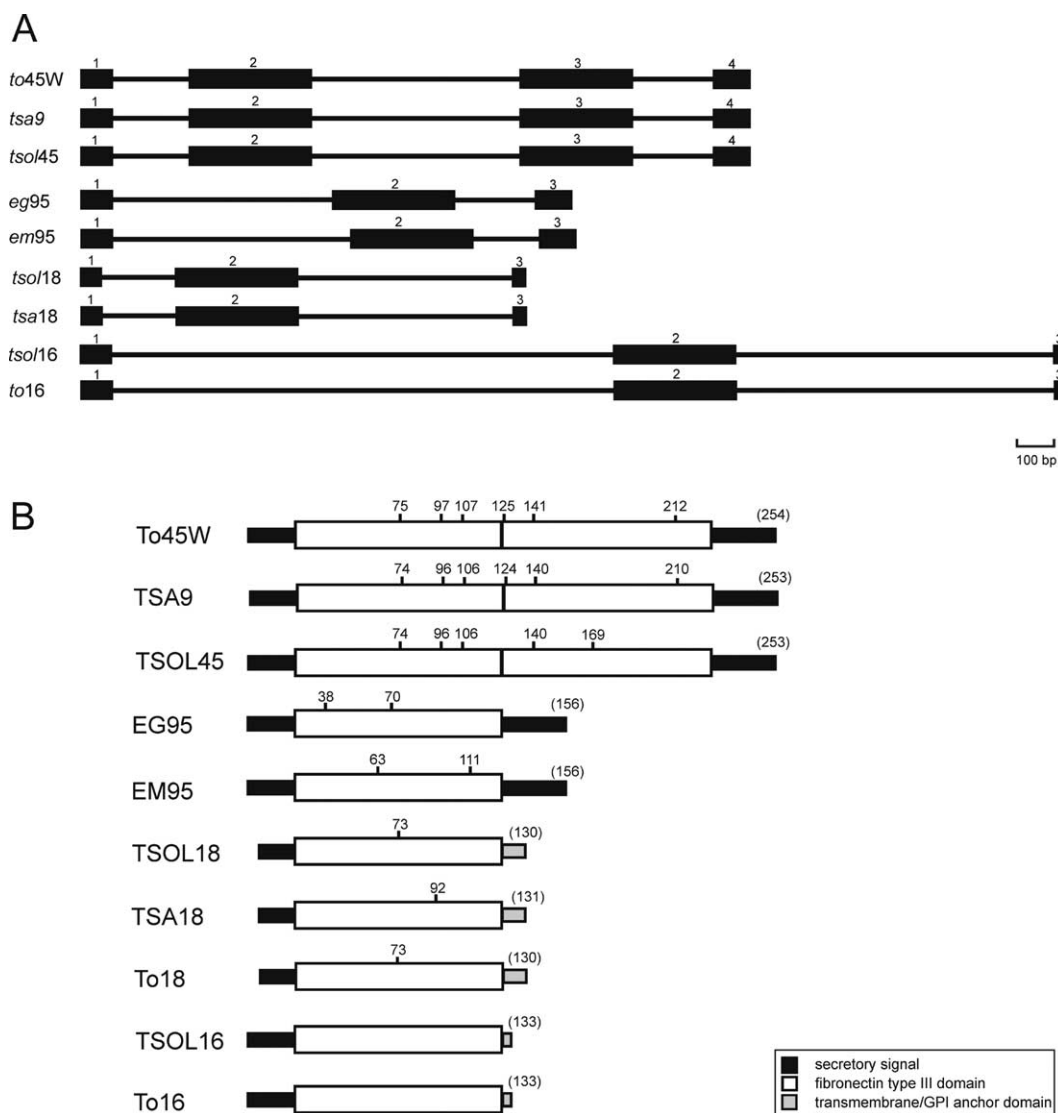 A
1 2 3 4
to45W
1 2 3 4
tsa9
1 2 3 4
tsol45
1 2 3
eg95
1 2 3
em95
1 2 3
tsol18
1 2 3
tsa18
1 2 3
tsol16
1 2 3
to16
100 bp
B
75 97 107 125 141 212 (254)
To45W
74 96 106 124 140 210 (253)
TSA9
74 96 106 140 169 (253)
TSOL45
38 70 (156)
EG95
63 111 (156)
EM95
73 (130)
TSOL18
92 (131)
TSA18
73 (130)
To18
(133)
TSOL16
(133)
To16
secretory signal
fibronectin type III domain
transmembrane/GPI anchor domain